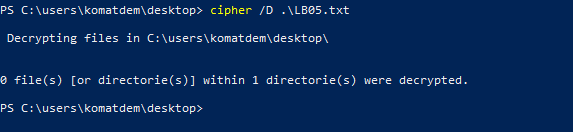 PS C:\users\komatdem\desktop> cipher /D .\LB05.txt
Decrypting files in C:\users\komatdem\desktop\
0 file(s) [or directorie(s)] within 1 directorie(s) were decrypted.
PS C:\users\komatdem\desktop>